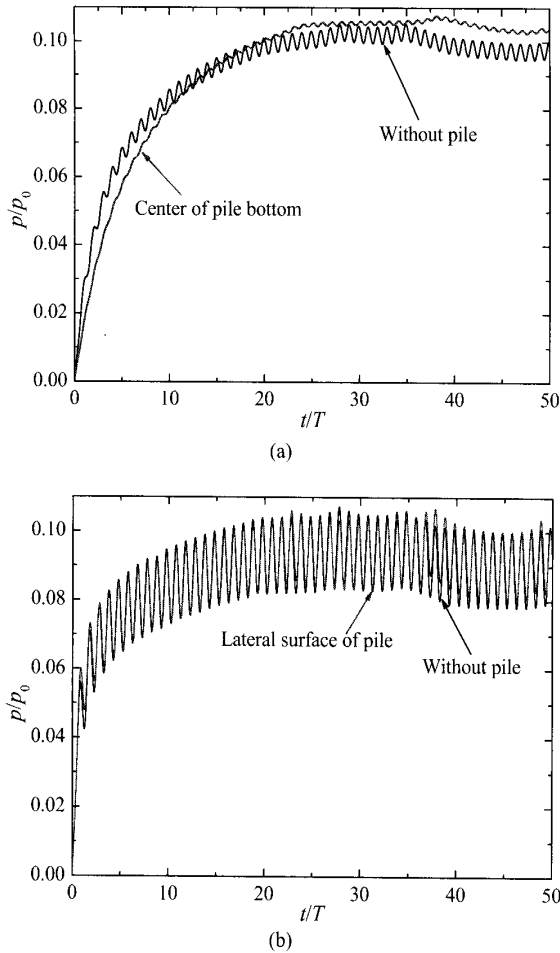 0.10
0.08
0.06
0.04
0.02
0.00
p/p₀
Without pile
Center of pile bottom
0 10 20 30 40 50
t/T
(a)
0.10
0.08
0.06
0.04
0.02
0.00
p/p₀
Lateral surface of pile
Without pile
0 10 20 30 40 50
t/T
(b)